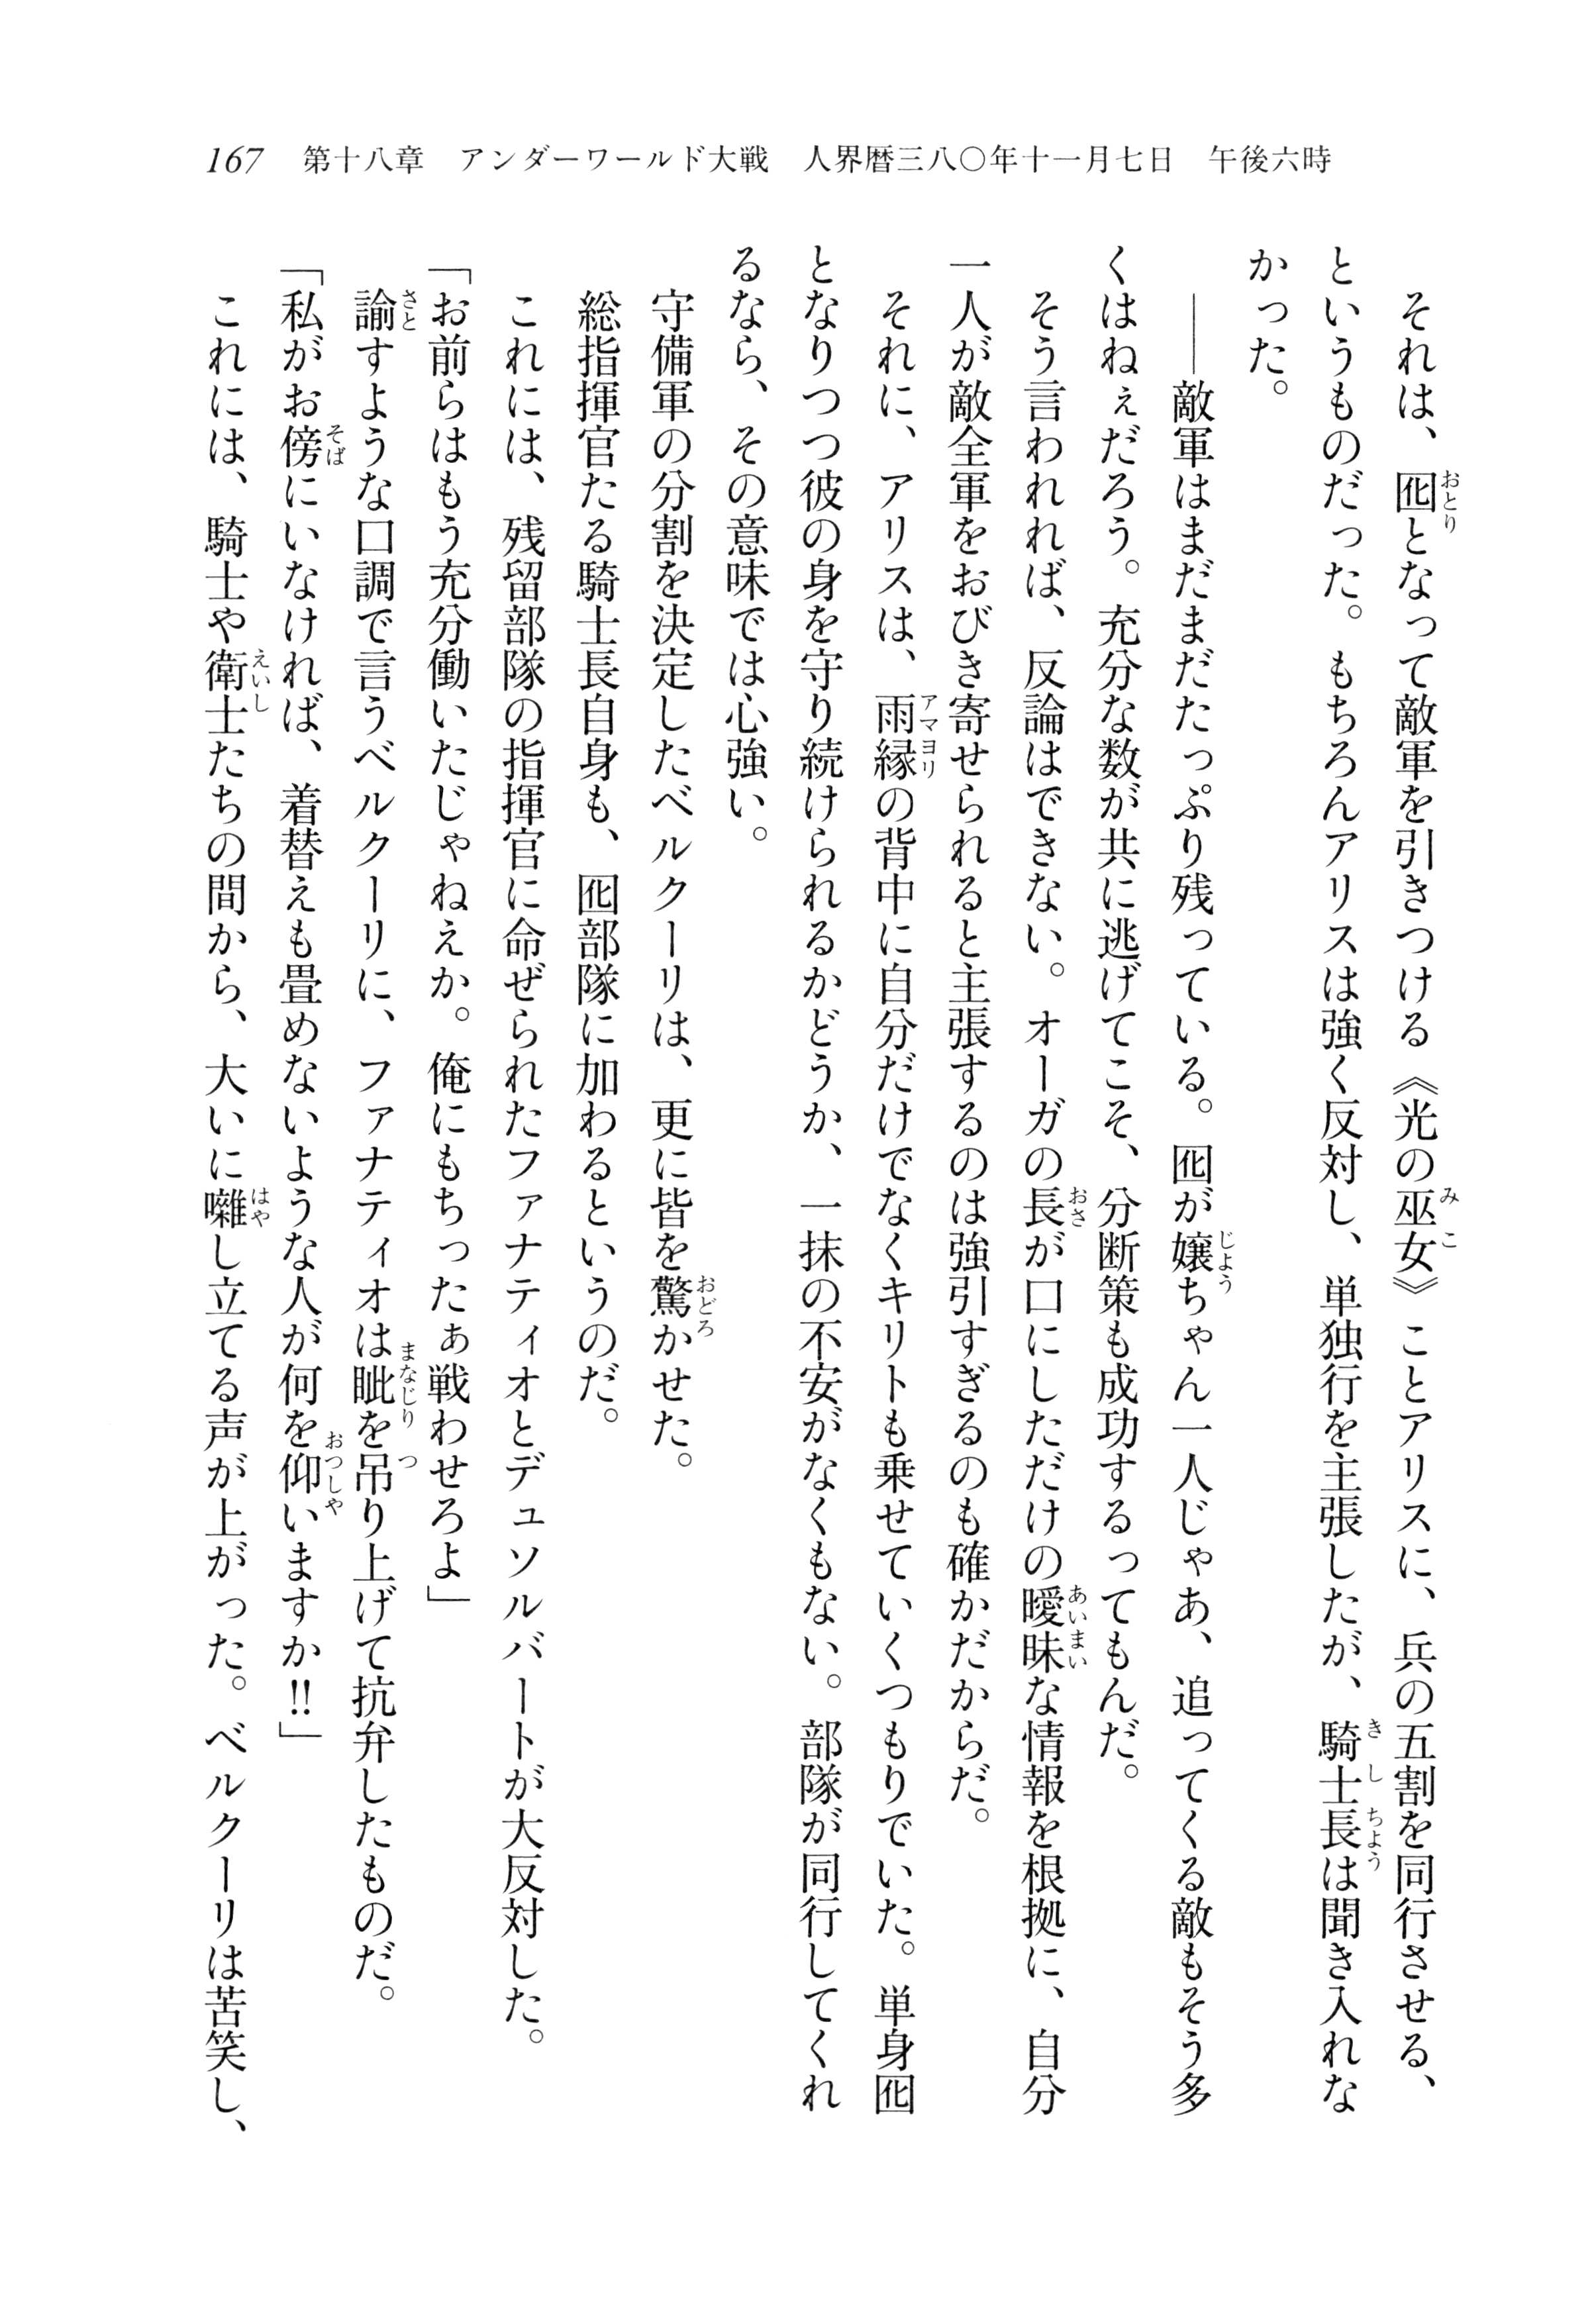 167　第十八章　アンダーワールド大戦　人界暦三八〇年十一月七日　午後六時
　それは、囮となって敵軍を引きつける《光の巫女》ことアリスに、兵の五割を同行させる、
というものだった。もちろんアリスは強く反対し、単独行を主張したが、騎士長は聞き入れな
かった。
　――敵軍はまだまだたっぷり残っている。囮が嬢ちゃん一人じゃあ、追ってくる敵もそう多
くはねぇだろう。充分な数が共に逃げてこそ、分断策も成功するってもんだ。
　そう言われれば、反論はできない。オーガの長が口にしただけの曖昧な情報を根拠に、自分
一人が敵全軍をおびき寄せられると主張するのは強引すぎるのも確かだからだ。
　それに、アリスは、雨縁の背中に自分だけでなくキリトも乗せていくつもりでいた。単身囮
となりつつ彼の身を守り続けられるかどうか、一抹の不安がなくもない。部隊が同行してくれ
るなら、その意味では心強い。
　守備軍の分割を決定したベルクーリは、更に皆を驚かせた。
　総指揮官たる騎士長自身も、囮部隊に加わるというのだ。
　これには、残留部隊の指揮官に命ぜられたファナティオとデュソルバートが大反対した。
「お前らはもう充分働いたじゃねえか。俺にもちったぁ戦わせろよ」
　諭すような口調で言うベルクーリに、ファナティオは眦を吊り上げて抗弁したものだ。
「私がお傍にいなければ、着替えも畳めないような人が何を仰いますか!!」
　これには、騎士や衛士たちの間から、大いに囃し立てる声が上がった。ベルクーリは苦笑し、